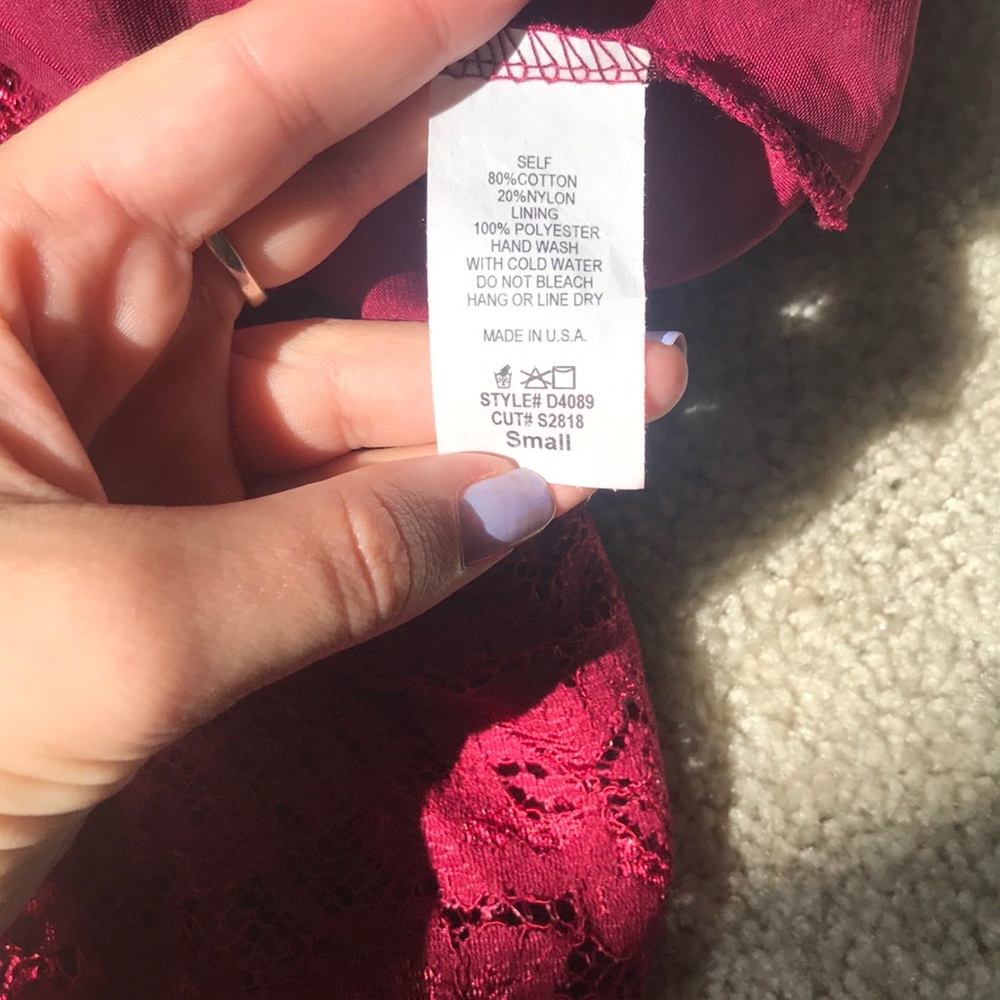 SELF
80%COTTON
20%NYLON
LINING
100% POLYESTER
HAND WASH
WITH COLD WATER
DO NOT BLEACH
HANG OR LINE DRY
MADE IN U.S.A.
STYLE# D4089
CUT# S2818
Small